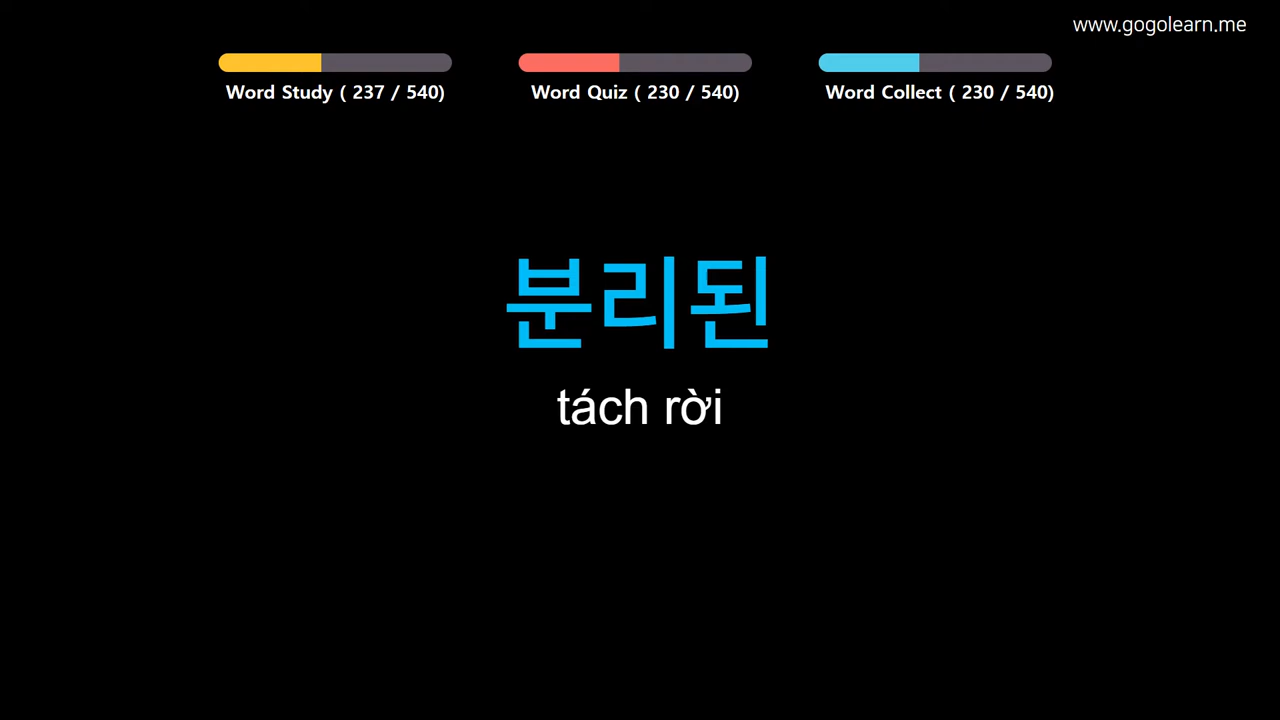 www.gogolearn.me
Word Study ( 237 / 540)
Word Quiz ( 230 / 540)
Word Collect ( 230 / 540)
분리된
tách rời